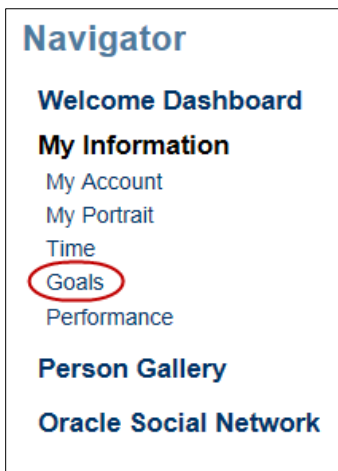 Navigator
Welcome Dashboard
My Information
My Account
My Portrait
Time
Goals
Performance
Person Gallery
Oracle Social Network